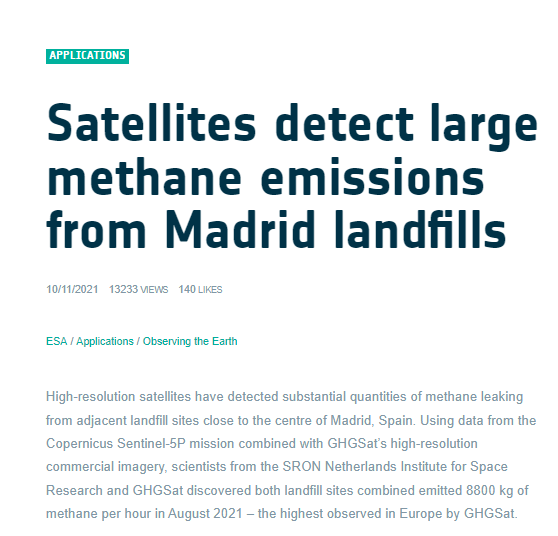 APPLICATIONS
Satellites detect large
methane emissions
from Madrid landfills
10/11/2021 13233 VIEWS 140 LIKES
ESA / Applications / Observing the Earth
High-resolution satellites have detected substantial quantities of methane leaking
from adjacent landfill sites close to the centre of Madrid, Spain. Using data from the
Copernicus Sentinel-5P mission combined with GHGSat’s high-resolution
commercial imagery, scientists from the SRON Netherlands Institute for Space
Research and GHGSat discovered both landfill sites combined emitted 8800 kg of
methane per hour in August 2021 – the highest observed in Europe by GHGSat.